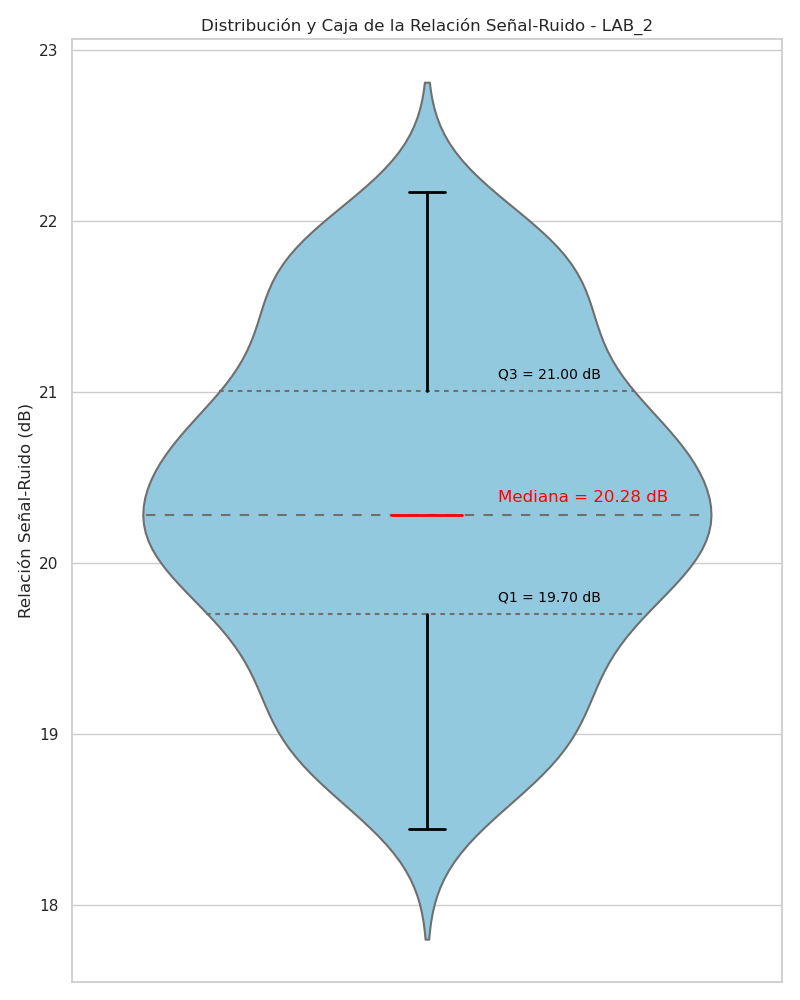 Distribución y Caja de la Relación Señal-Ruido - LAB_2
Relación Señal-Ruido (dB)
23
22
21
20
19
18
Q3 = 21.00 dB
Mediana = 20.28 dB
Q1 = 19.70 dB